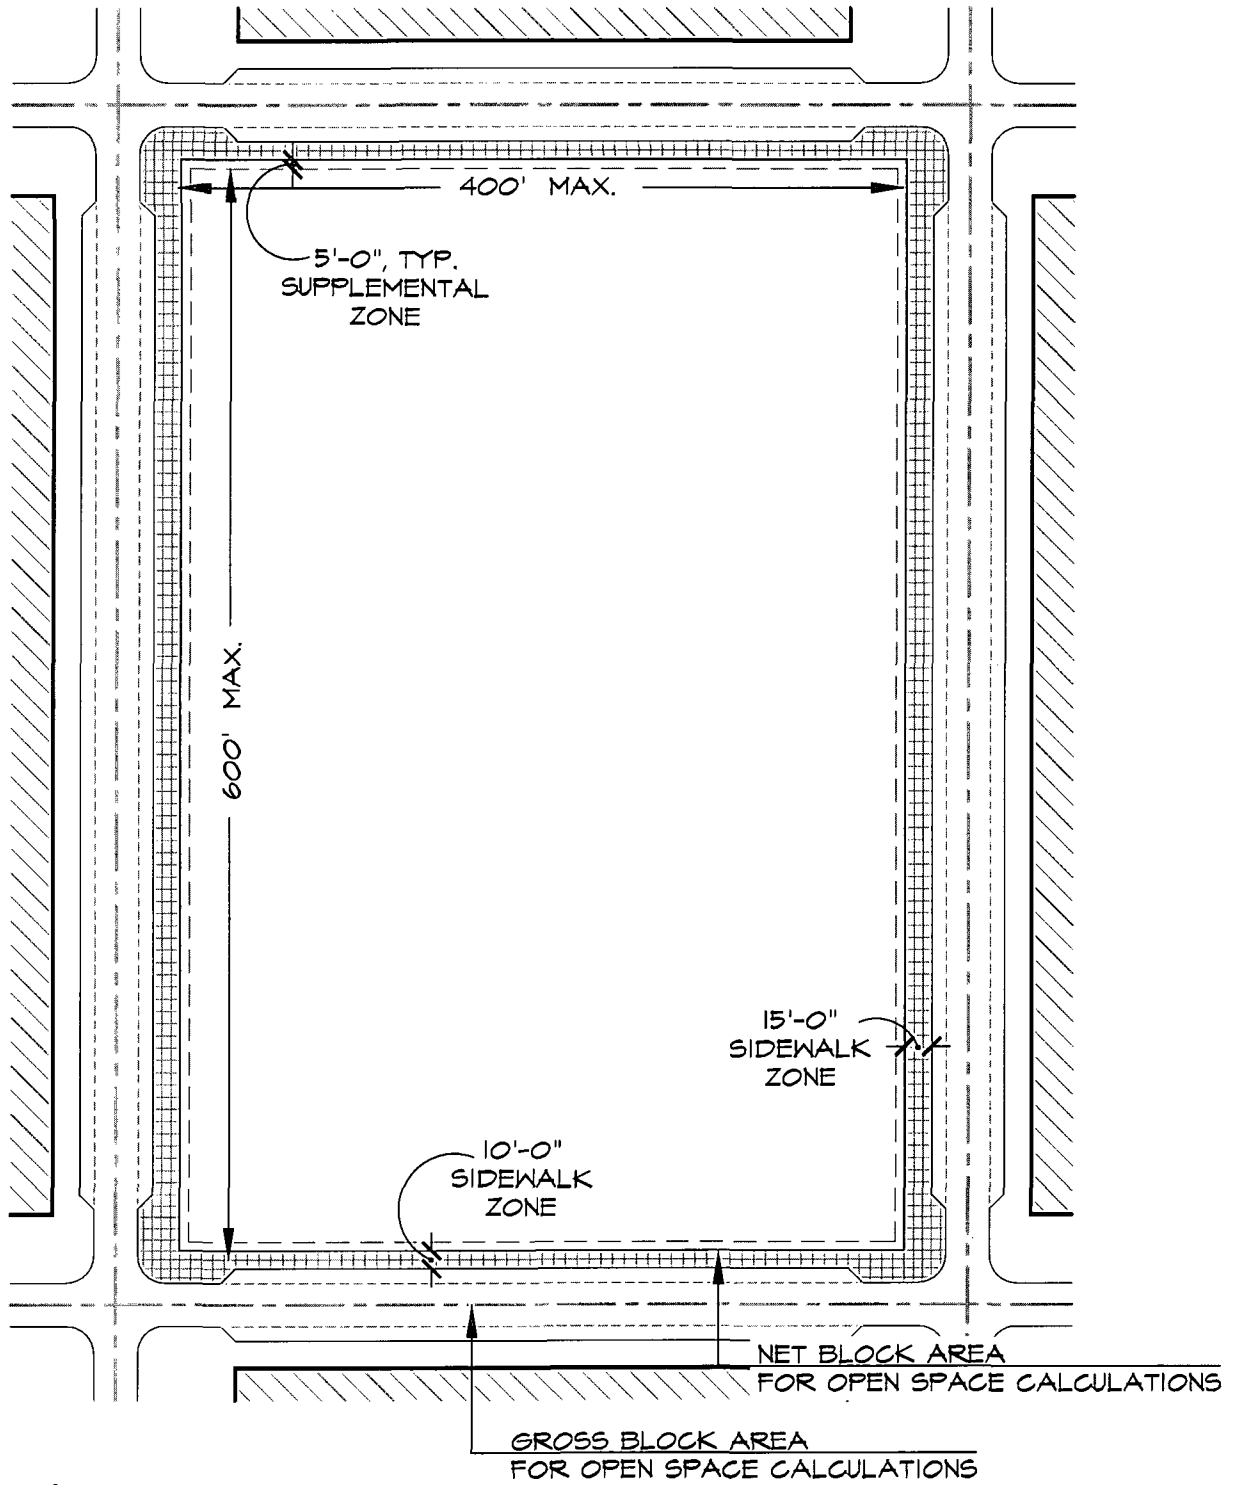 400' MAX.
5'-0", TYP.
SUPPLEMENTAL
ZONE
600' MAX.
15'-0"
SIDEWALK
ZONE
10'-0"
SIDEWALK
ZONE
NET BLOCK AREA
FOR OPEN SPACE CALCULATIONS
GROSS BLOCK AREA
FOR OPEN SPACE CALCULATIONS